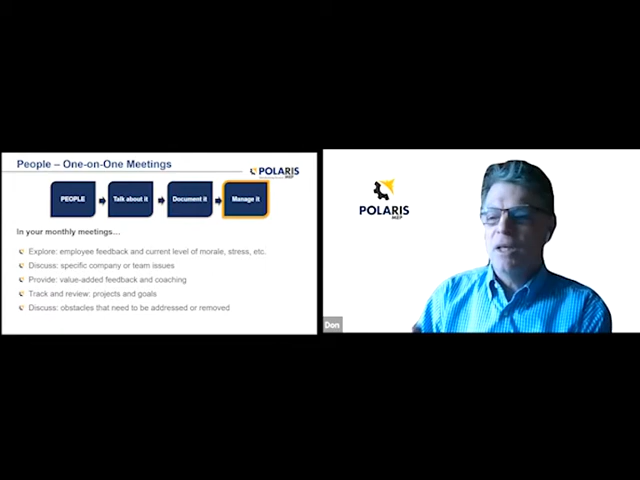 People – One-on-One Meetings
POLARIS
MEP
PEOPLE
Talk about it
Document it
Manage it
In your monthly meetings…
Explore: employee feedback and current level of morale, stress, etc.
Discuss: specific company or team issues
Provide: value-added feedback and coaching
Track and review: projects and goals
Discuss: obstacles that need to be addressed or removed
POLARIS
MEP
Don